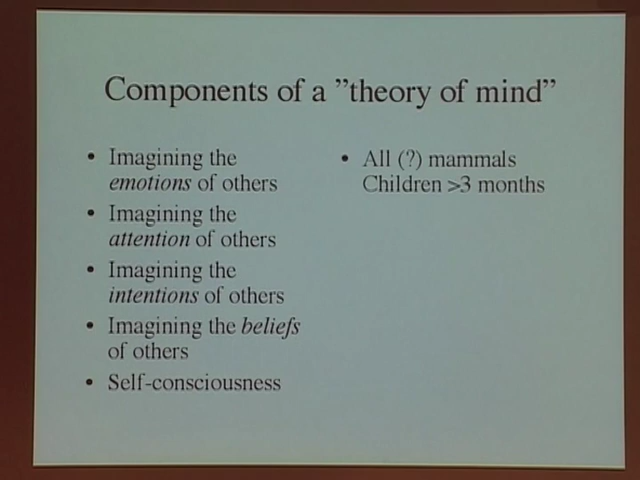 Components of a ”theory of mind”
• Imagining the
emotions of others
• Imagining the
attention of others
• Imagining the
intentions of others
• Imagining the beliefs
of others
• Self-consciousness
• All (?) mammals
Children >3 months